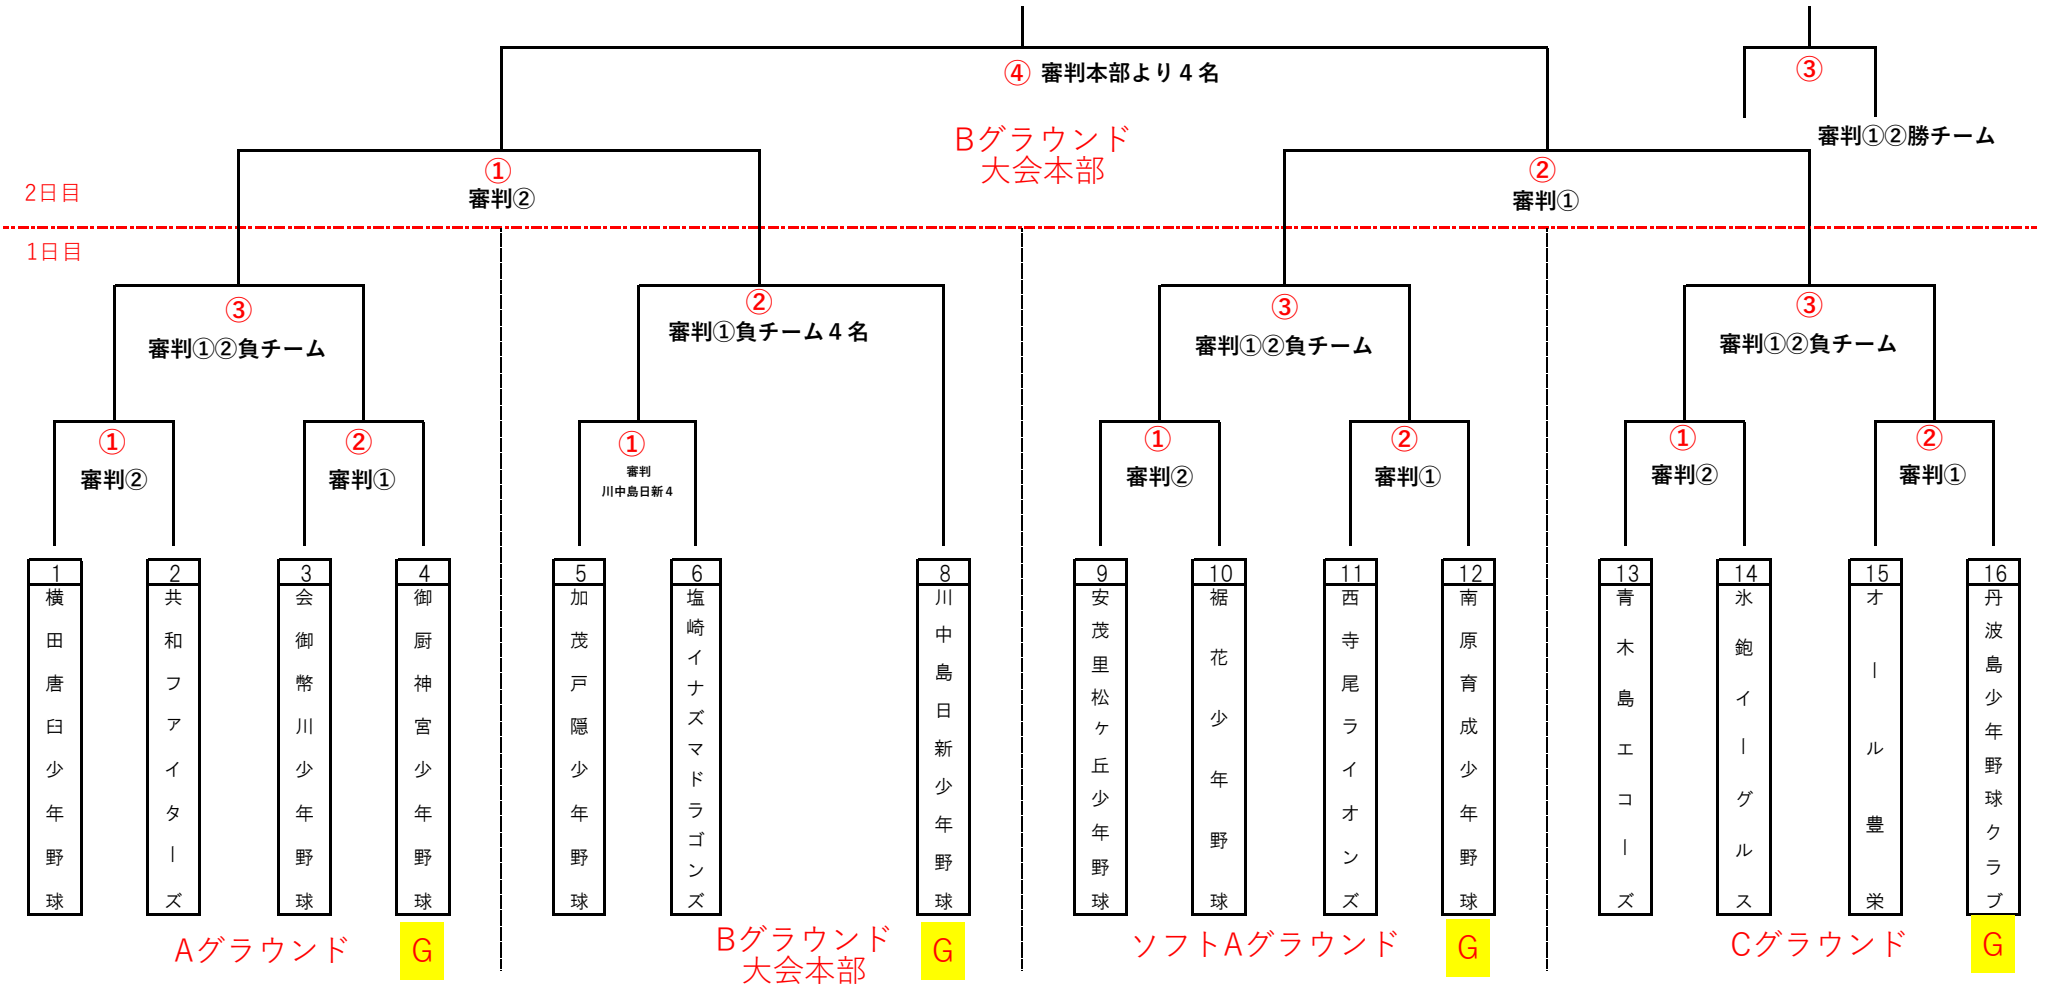 ④ 審判本部より４名
③
Bグラウンド
大会本部
審判①②勝チーム
①
審判②
②
審判①
2日目
1日目
③
審判①②負チーム
②
審判①負チーム４名
③
審判①②負チーム
③
審判①②負チーム
①
審判②
②
審判①
①
審判
川中島日新４
①
審判②
②
審判①
①
審判②
②
審判①
1
横田唐臼少年野球
2
共和ファイターズ
3
会御幣川少年野球
4
御厨神宮少年野球
5
加茂戸隠少年野球
6
塩崎イナズマドラゴンズ
8
川中島日新少年野球
9
安茂里松ヶ丘少年野球
10
裾花少年野球
11
西寺尾ライオンズ
12
南原育成少年野球
13
青木島エコーズ
14
氷鉋イーグルス
15
オール豊栄
16
丹波島少年野球クラブ
Aグラウンド
G
Bグラウンド
大会本部
G
ソフトAグラウンド
G
Cグラウンド
G